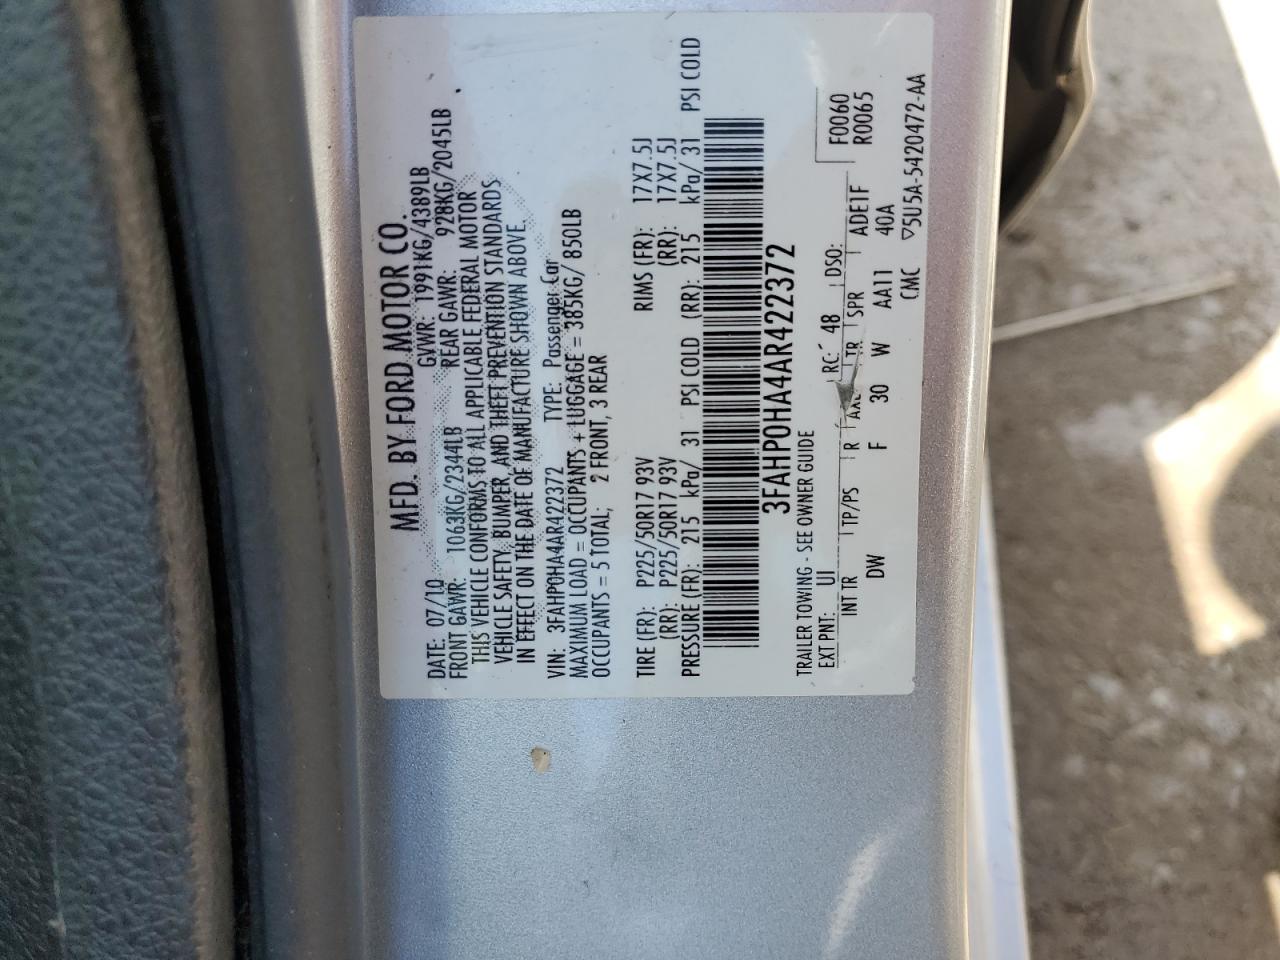 MFD. BY FORD MOTOR CO.
DATE: 07/10 GVWR: 1991KG/4389LB
FRONT GAWR: 1063KG/2344LB REAR GAWR: 928KG/2045LB
THIS VEHICLE CONFORMS TO ALL APPLICABLE FEDERAL MOTOR
VEHICLE SAFETY, BUMPER, AND THEFT PREVENTION STANDARDS
IN EFFECT ON THE DATE OF MANUFACTURE SHOWN ABOVE.
VIN: 3FAHP0HA4AR422372 TYPE: Passenger Car
MAXIMUM LOAD = OCCUPANTS + LUGGAGE = 385KG/ 850LB
OCCUPANTS = 5 TOTAL; 2 FRONT, 3 REAR
TIRE (FR): P225/50R17 93V RIMS (FR): 17X7.5J
(RR): P225/50R17 93V (RR): 17X7.5J
PRESSURE (FR): 215 kPa/ 31 PSI COLD (RR): 215 kPa/ 31 PSI COLD
3FAHP0HA4AR422372
TRAILER TOWING - SEE OWNER GUIDE F0060
EXT PNT: UI RC: 48 DSO: R0065
INT TR TP/PS R AXLE TR SPR ADE1F
DW F 30 W AA11 40A
CMC ▽5U5A-5420472-AA